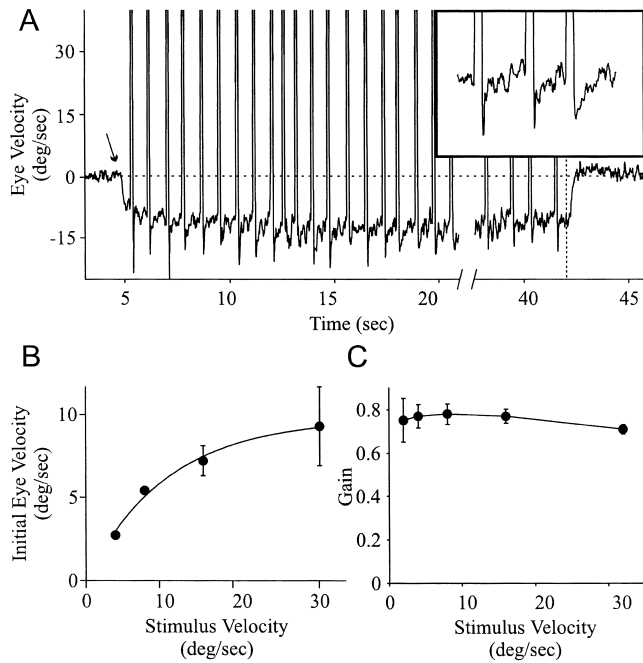 A
Eye Velocity
(deg/sec)
40
15
0
-15
5
10
15
20
40
45
Time (sec)
B
Initial Eye Velocity
(deg/sec)
10
5
0
0
10
20
30
Stimulus Velocity
(deg/sec)
C
Gain
0.8
0.6
0.4
0.2
0
0
10
20
30
Stimulus Velocity
(deg/sec)